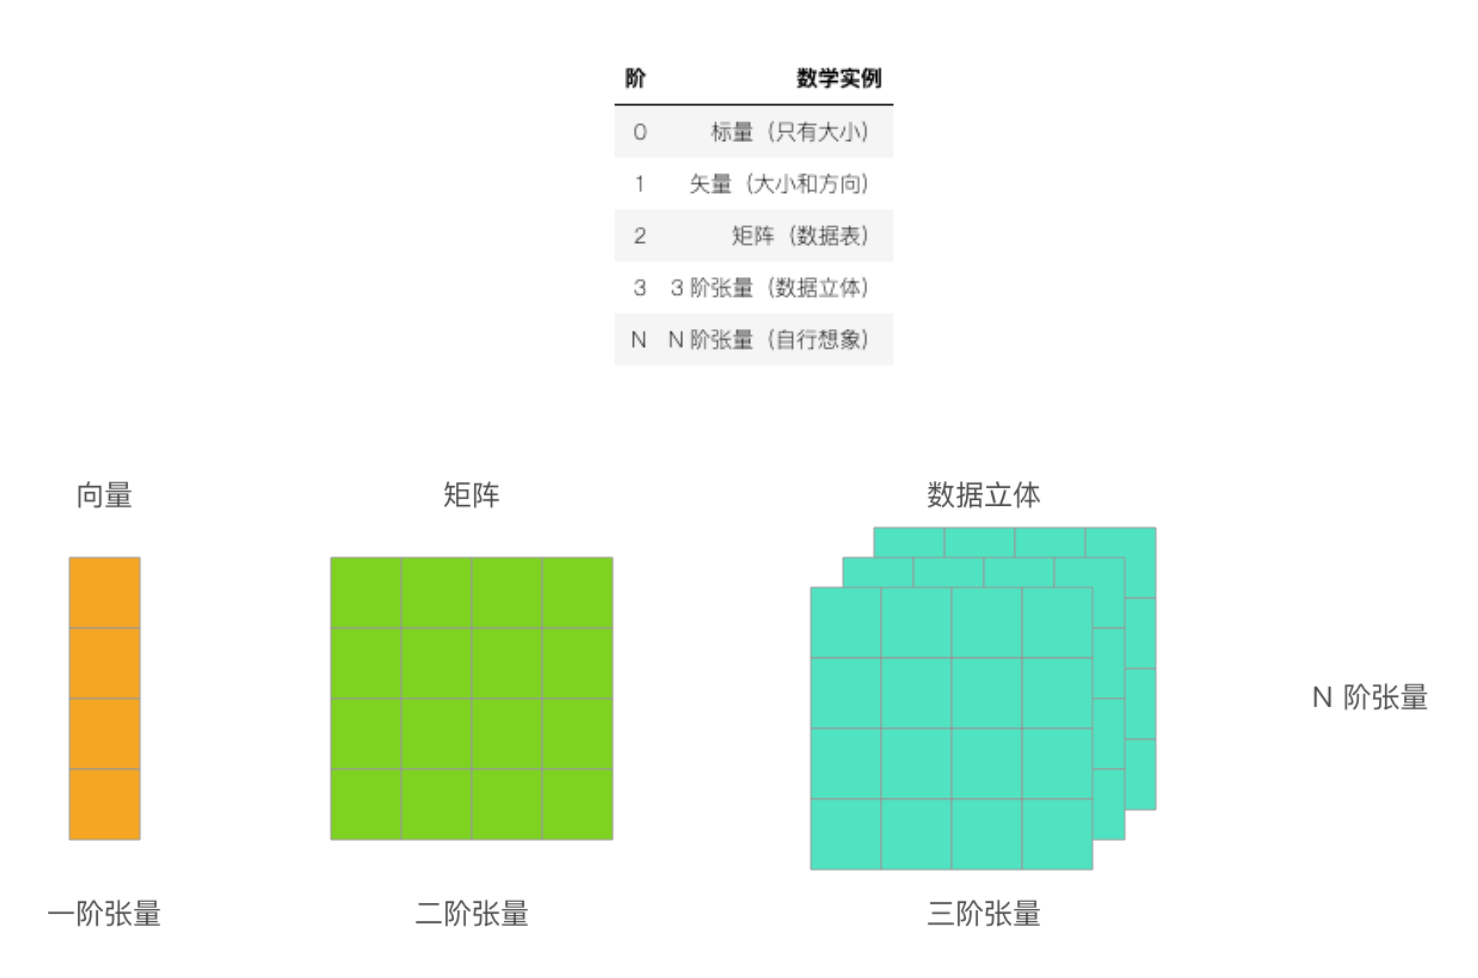 阶 数学实例
0 标量（只有大小）
1 矢量（大小和方向）
2 矩阵（数据表）
3 3 阶张量（数据立体）
N N 阶张量（自行想象）
向量 矩阵 数据立体
N 阶张量
一阶张量 二阶张量 三阶张量